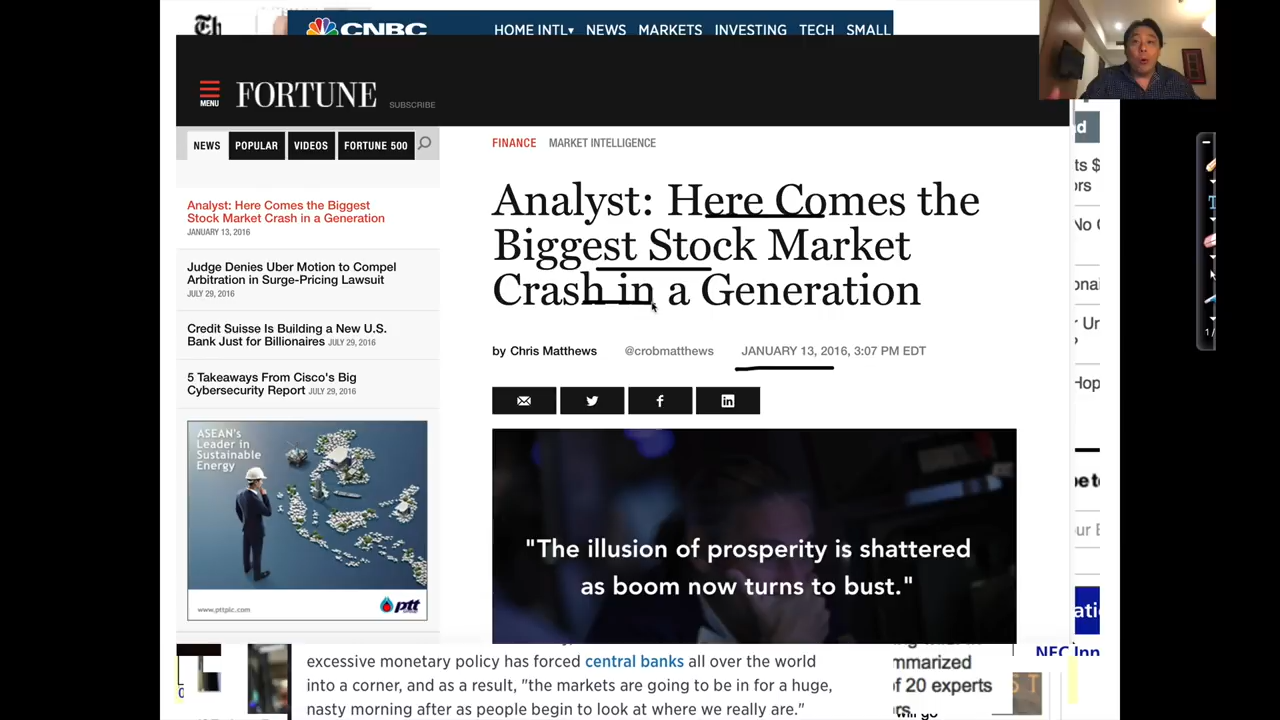 CNBC
HOME INTL▾ NEWS MARKETS INVESTING TECH SMALL
MENU
FORTUNE
SUBSCRIBE
NEWS
POPULAR
VIDEOS
FORTUNE 500
Analyst: Here Comes the Biggest
Stock Market Crash in a Generation
JANUARY 13, 2016
Judge Denies Uber Motion to Compel
Arbitration in Surge-Pricing Lawsuit
JULY 29, 2016
Credit Suisse Is Building a New U.S.
Bank Just for Billionaires JULY 29, 2016
5 Takeaways From Cisco's Big
Cybersecurity Report JULY 29, 2016
ASEAN's
Leader in
Sustainable
Energy
www.pttplc.com
ptt
FINANCE MARKET INTELLIGENCE
Analyst: Here Comes the
Biggest Stock Market
Crash in a Generation
by Chris Matthews @crobmatthews JANUARY 13, 2016, 3:07 PM EDT
"The illusion of prosperity is shattered
as boom now turns to bust."
excessive monetary policy has forced central banks all over the world
into a corner, and as a result, "the markets are going to be in for a huge,
nasty morning after as people begin to look at where we really are."
mmarized
of 20 experts